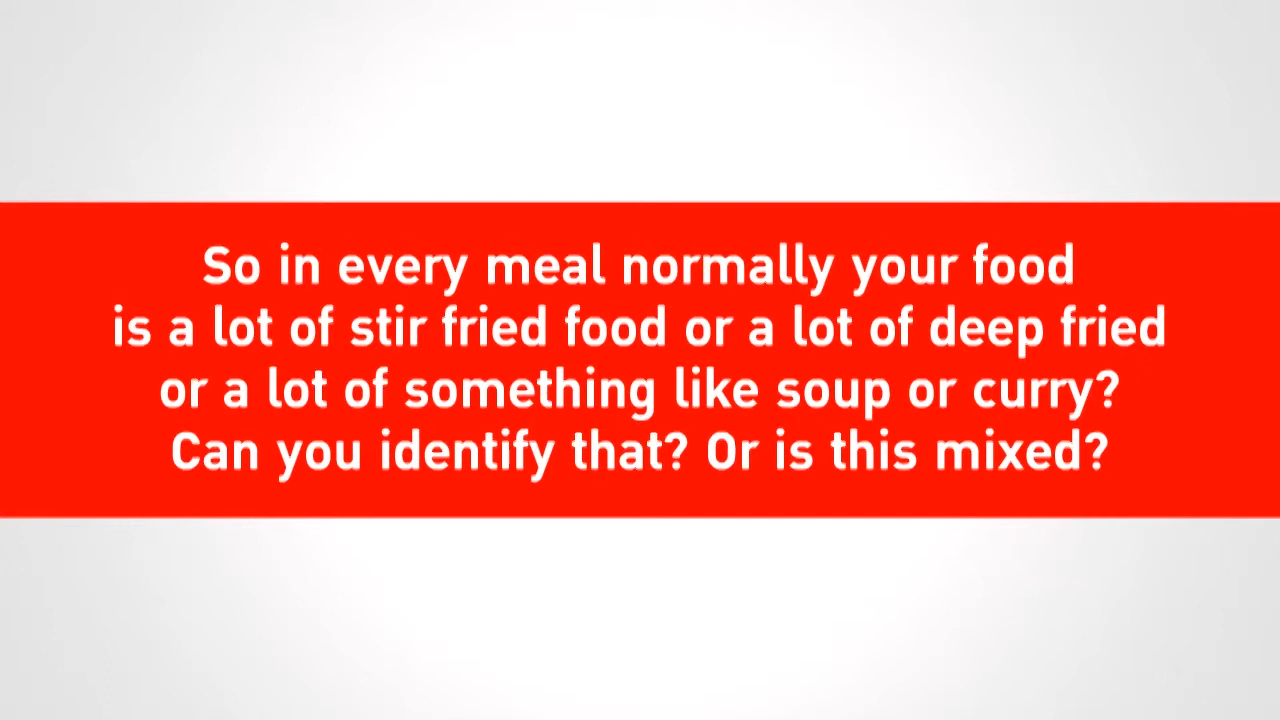 So in every meal normally your food
is a lot of stir fried food or a lot of deep fried
or a lot of something like soup or curry?
Can you identify that? Or is this mixed?